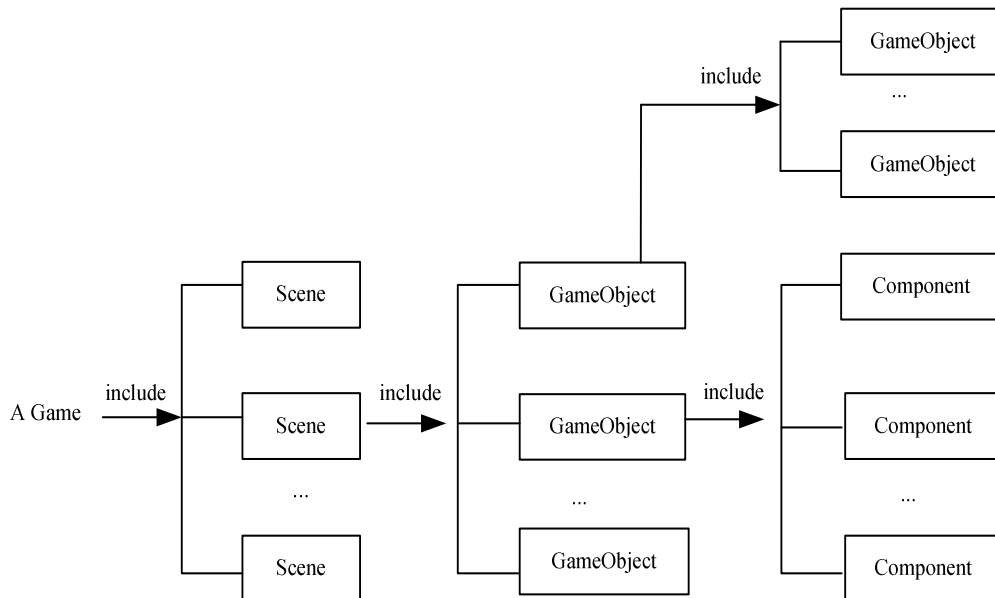 GameObject
include
...
GameObject
Scene
GameObject
Component
include
include
include
A Game
Scene
GameObject
Component
...
...
...
Scene
GameObject
Component